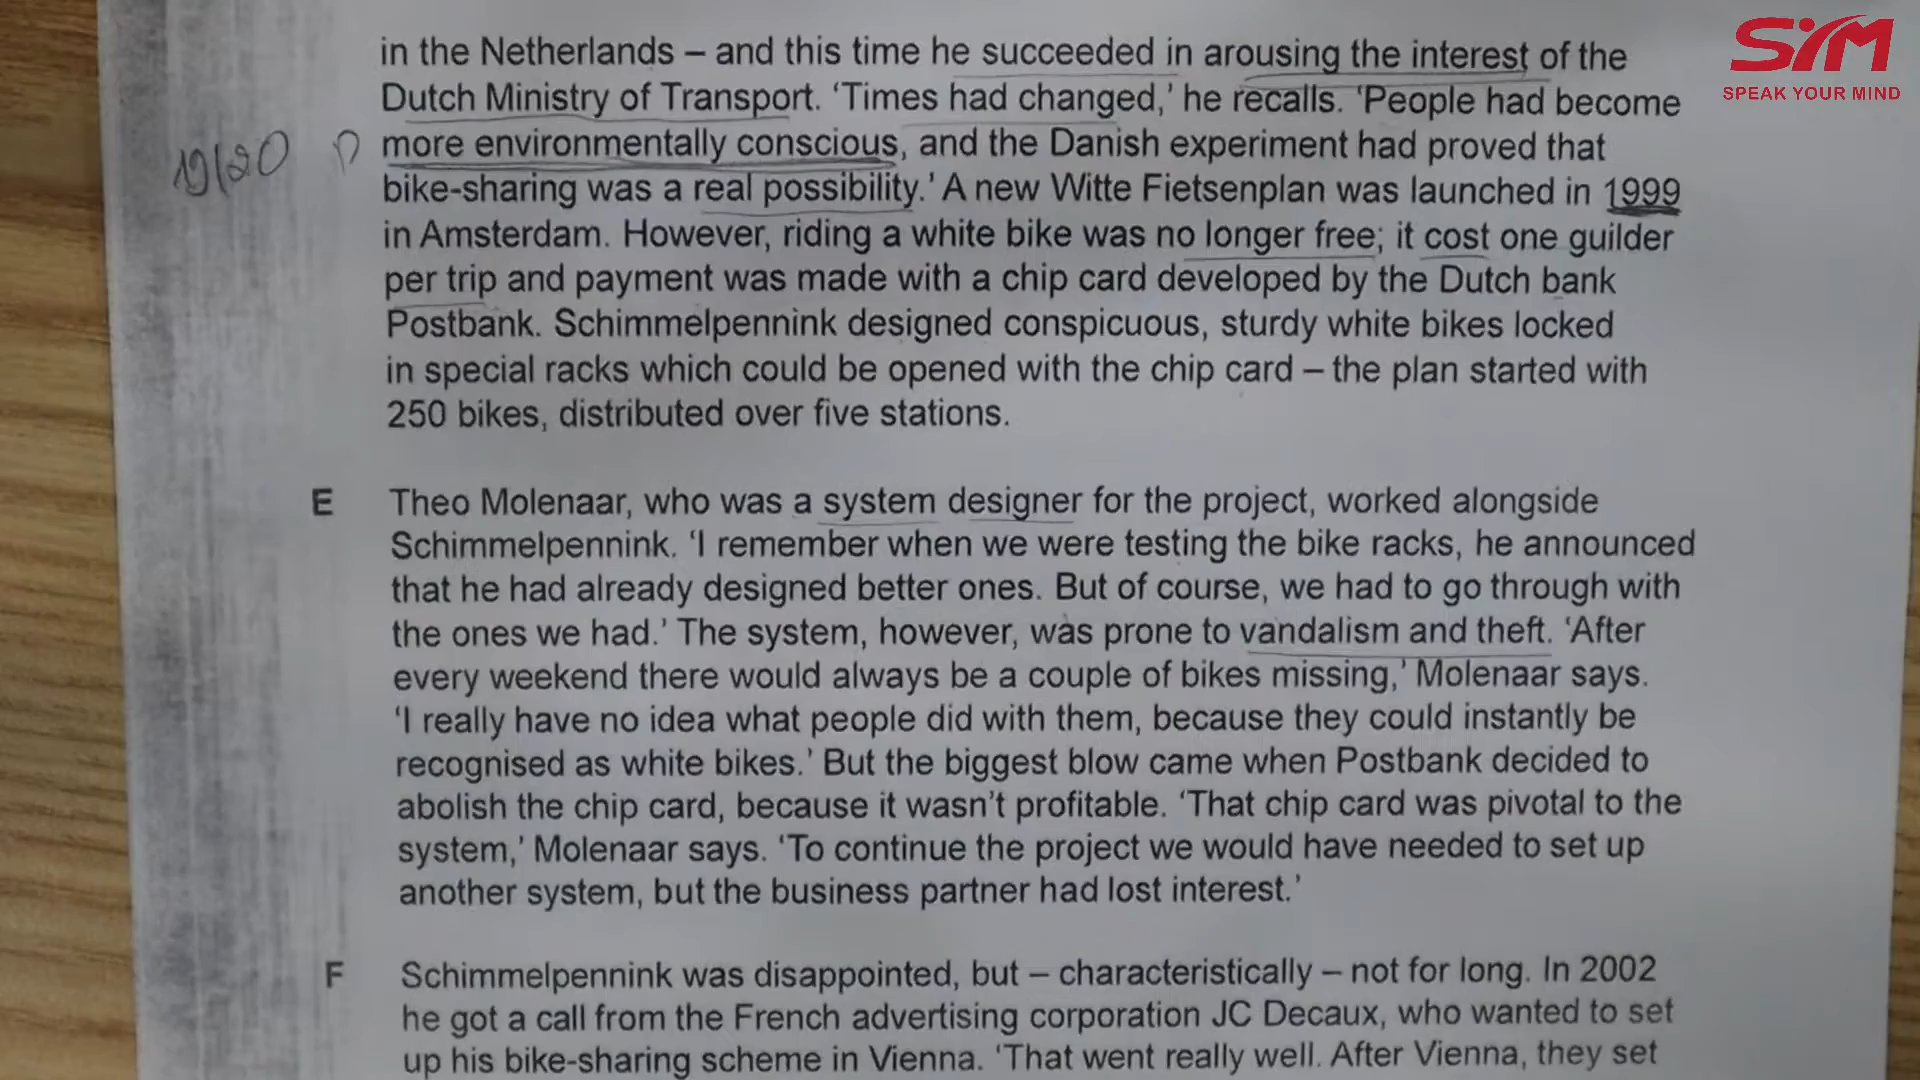 SYM
SPEAK YOUR MIND
in the Netherlands – and this time he succeeded in arousing the interest of the
Dutch Ministry of Transport. ‘Times had changed,’ he recalls. ‘People had become
19/20 D more environmentally conscious, and the Danish experiment had proved that
bike-sharing was a real possibility.’ A new Witte Fietsenplan was launched in 1999
in Amsterdam. However, riding a white bike was no longer free; it cost one guilder
per trip and payment was made with a chip card developed by the Dutch bank
Postbank. Schimmelpennink designed conspicuous, sturdy white bikes locked
in special racks which could be opened with the chip card – the plan started with
250 bikes, distributed over five stations.
E Theo Molenaar, who was a system designer for the project, worked alongside
Schimmelpennink. ‘I remember when we were testing the bike racks, he announced
that he had already designed better ones. But of course, we had to go through with
the ones we had.’ The system, however, was prone to vandalism and theft. ‘After
every weekend there would always be a couple of bikes missing,’ Molenaar says.
‘I really have no idea what people did with them, because they could instantly be
recognised as white bikes.’ But the biggest blow came when Postbank decided to
abolish the chip card, because it wasn’t profitable. ‘That chip card was pivotal to the
system,’ Molenaar says. ‘To continue the project we would have needed to set up
another system, but the business partner had lost interest.’
F Schimmelpennink was disappointed, but – characteristically – not for long. In 2002
he got a call from the French advertising corporation JC Decaux, who wanted to set
up his bike-sharing scheme in Vienna. ‘That went really well. After Vienna, they set